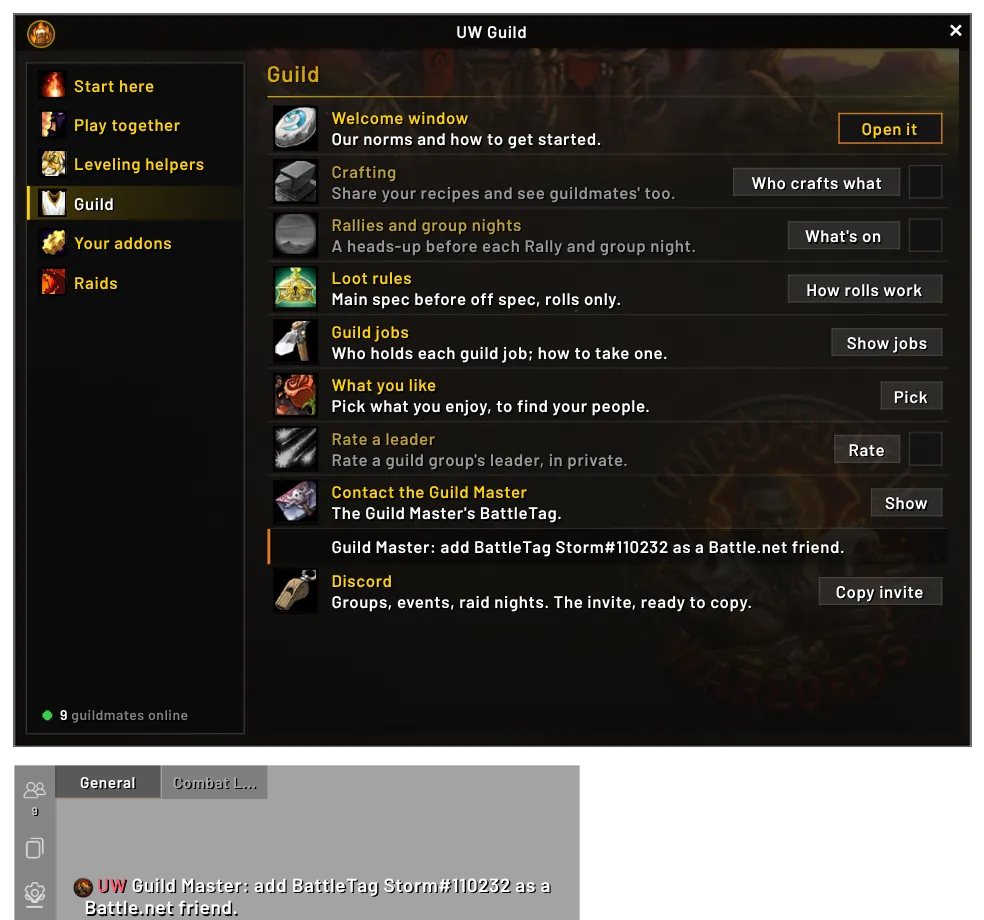 UW Guild
Start here
Play together
Leveling helpers
Guild
Your addons
Raids
9 guildmates online
Guild
Welcome window
Our norms and how to get started.
Open it
Crafting
Share your recipes and see guildmates' too.
Who crafts what
Rallies and group nights
A heads-up before each Rally and group night.
What's on
Loot rules
Main spec before off spec, rolls only.
How rolls work
Guild jobs
Who holds each guild job; how to take one.
Show jobs
What you like
Pick what you enjoy, to find your people.
Pick
Rate a leader
Rate a guild group's leader, in private.
Rate
Contact the Guild Master
The Guild Master's BattleTag.
Show
Guild Master: add BattleTag Storm#110232 as a Battle.net friend.
Discord
Groups, events, raid nights. The invite, ready to copy.
Copy invite
WARLORDS
9
General
Combat L...
UW Guild Master: add BattleTag Storm#110232 as a
Battle.net friend.